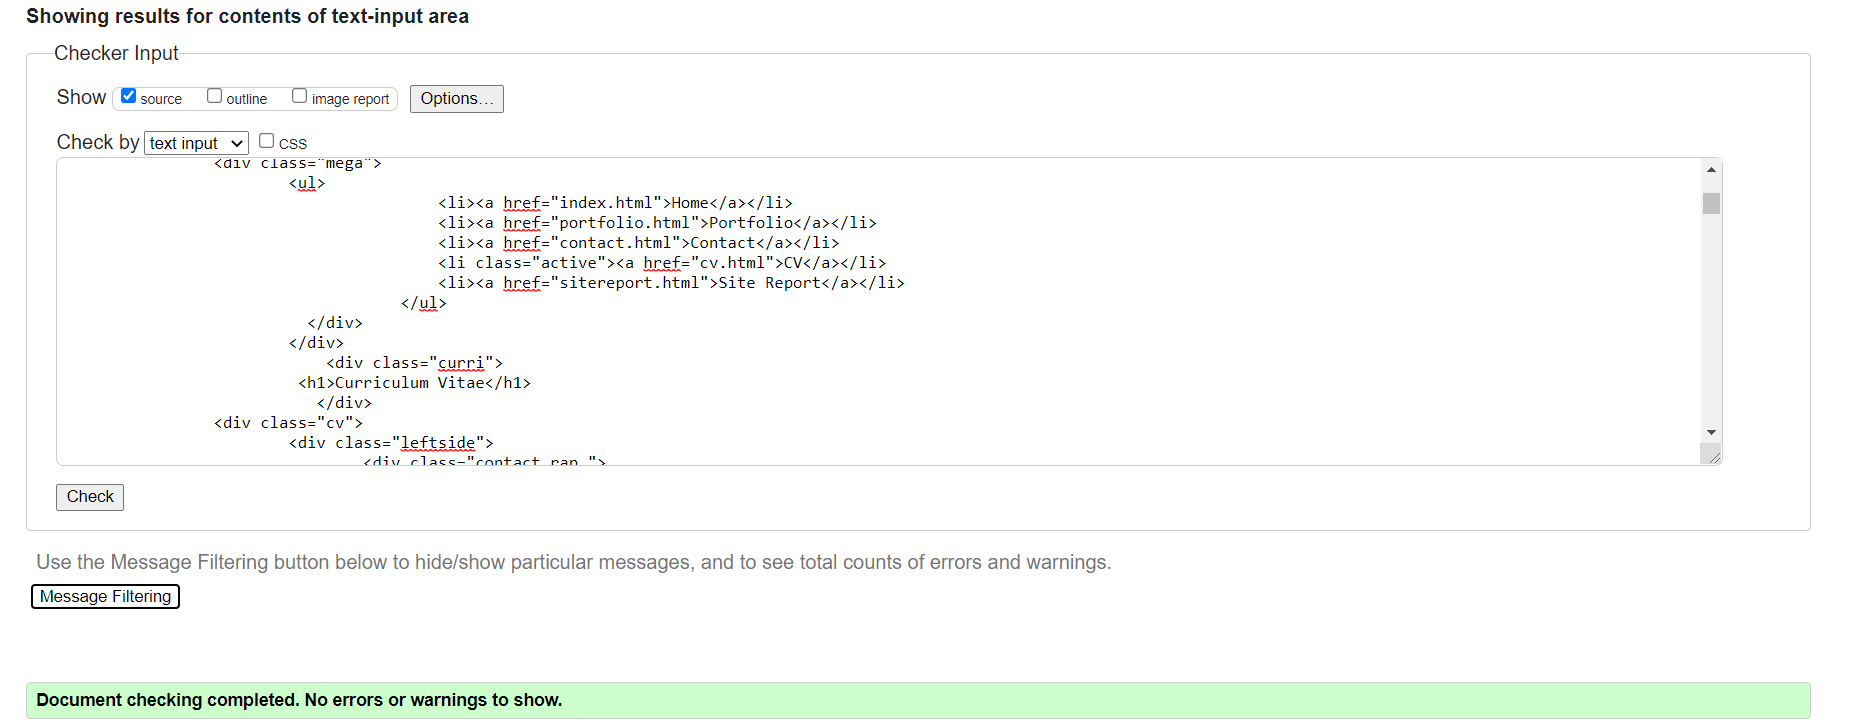 Showing results for contents of text-input area
Checker Input
Show source outline image report Options...
Check by text input CSS
<div class="mega">
<ul>
<li><a href="index.html">Home</a></li>
<li><a href="portfolio.html">Portfolio</a></li>
<li><a href="contact.html">Contact</a></li>
<li class="active"><a href="cv.html">CV</a></li>
<li><a href="sitereport.html">Site Report</a></li>
</ul>
</div>
</div>
<div class="curri">
<h1>Curriculum Vitae</h1>
</div>
<div class="cv">
<div class="leftside">
<div class="contact
Check
Use the Message Filtering button below to hide/show particular messages, and to see total counts of errors and warnings.
Message Filtering
Document checking completed. No errors or warnings to show.